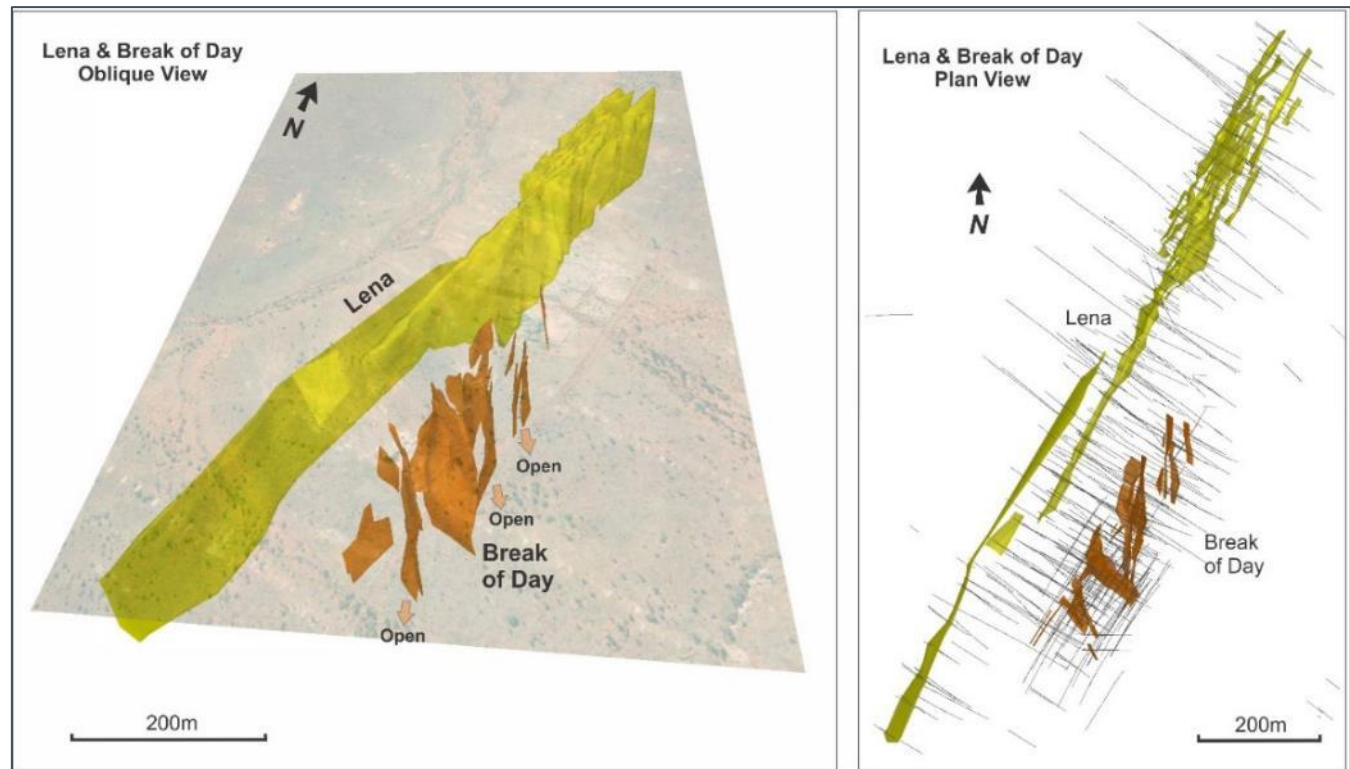 Lena & Break of Day
Oblique View
N
Lena
Open
Open
Break
of Day
Open
200m
Lena & Break of Day
Plan View
N
Lena
Break
of Day
200m